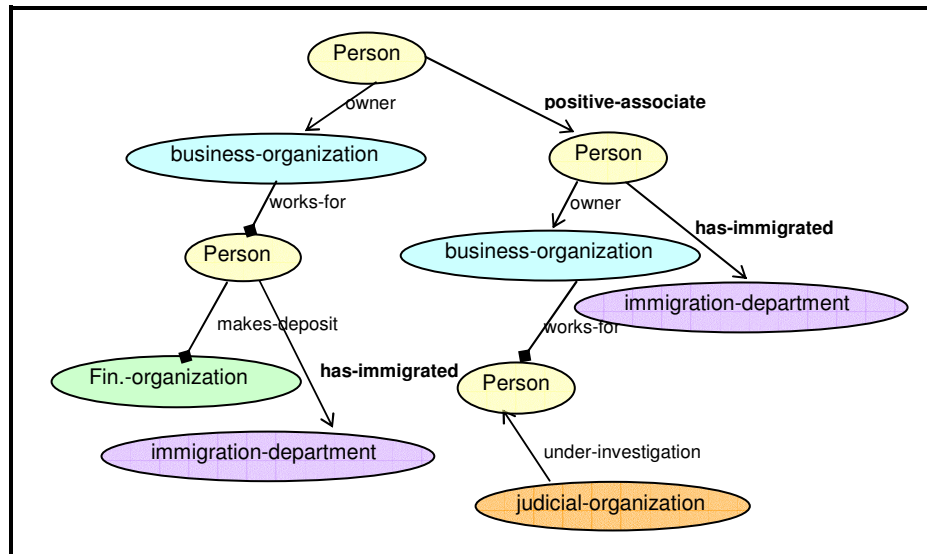 Person
owner
positive-associate
business-organization
Person
works-for
owner
has-immigrated
Person
business-organization
immigration-department
makes-deposit
works-for
Fin.-organization
has-immigrated
Person
immigration-department
under-investigation
judicial-organization